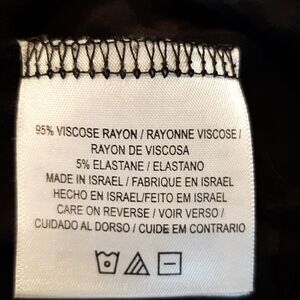 95% VISCOSE RAYON / RAYONNE VISCOSE /
RAYON DE VISCOSA
5% ELASTANE / ELASTANO
MADE IN ISRAEL / FABRIQUE EN ISRAEL
HECHO EN ISRAEL/FEITO EM ISRAEL
CARE ON REVERSE / VOIR VERSO /
CUIDADO AL DORSO / CUIDE EM CONTRARIO